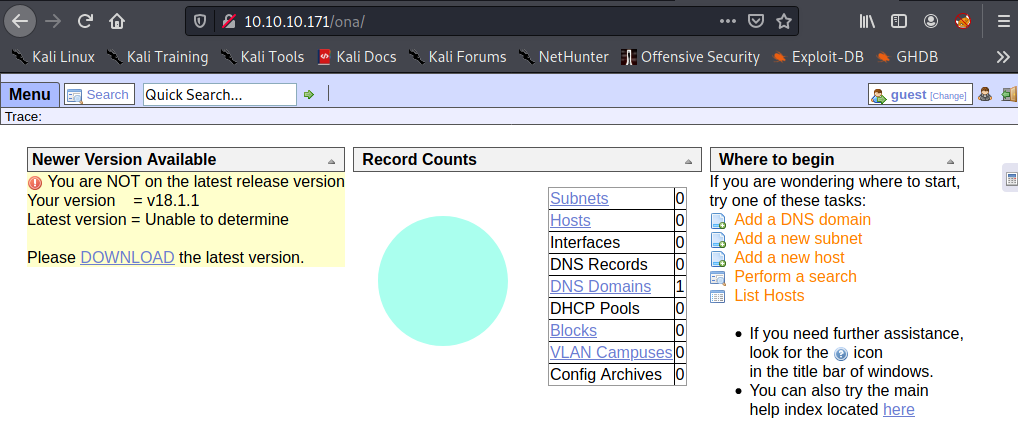 10.10.10.171/ona/
Kali Linux Kali Training Kali Tools Kali Docs Kali Forums NetHunter Offensive Security Exploit-DB GHDB
Menu Search Quick Search... guest [Change]
Trace:
Newer Version Available
You are NOT on the latest release version
Your version = v18.1.1
Latest version = Unable to determine
Please DOWNLOAD the latest version.
Record Counts
Subnets 0
Hosts 0
Interfaces 0
DNS Records 0
DNS Domains 1
DHCP Pools 0
Blocks 0
VLAN Campuses 0
Config Archives 0
Where to begin
If you are wondering where to start,
try one of these tasks:
Add a DNS domain
Add a new subnet
Add a new host
Perform a search
List Hosts
If you need further assistance,
look for the ? icon
in the title bar of windows.
You can also try the main
help index located here